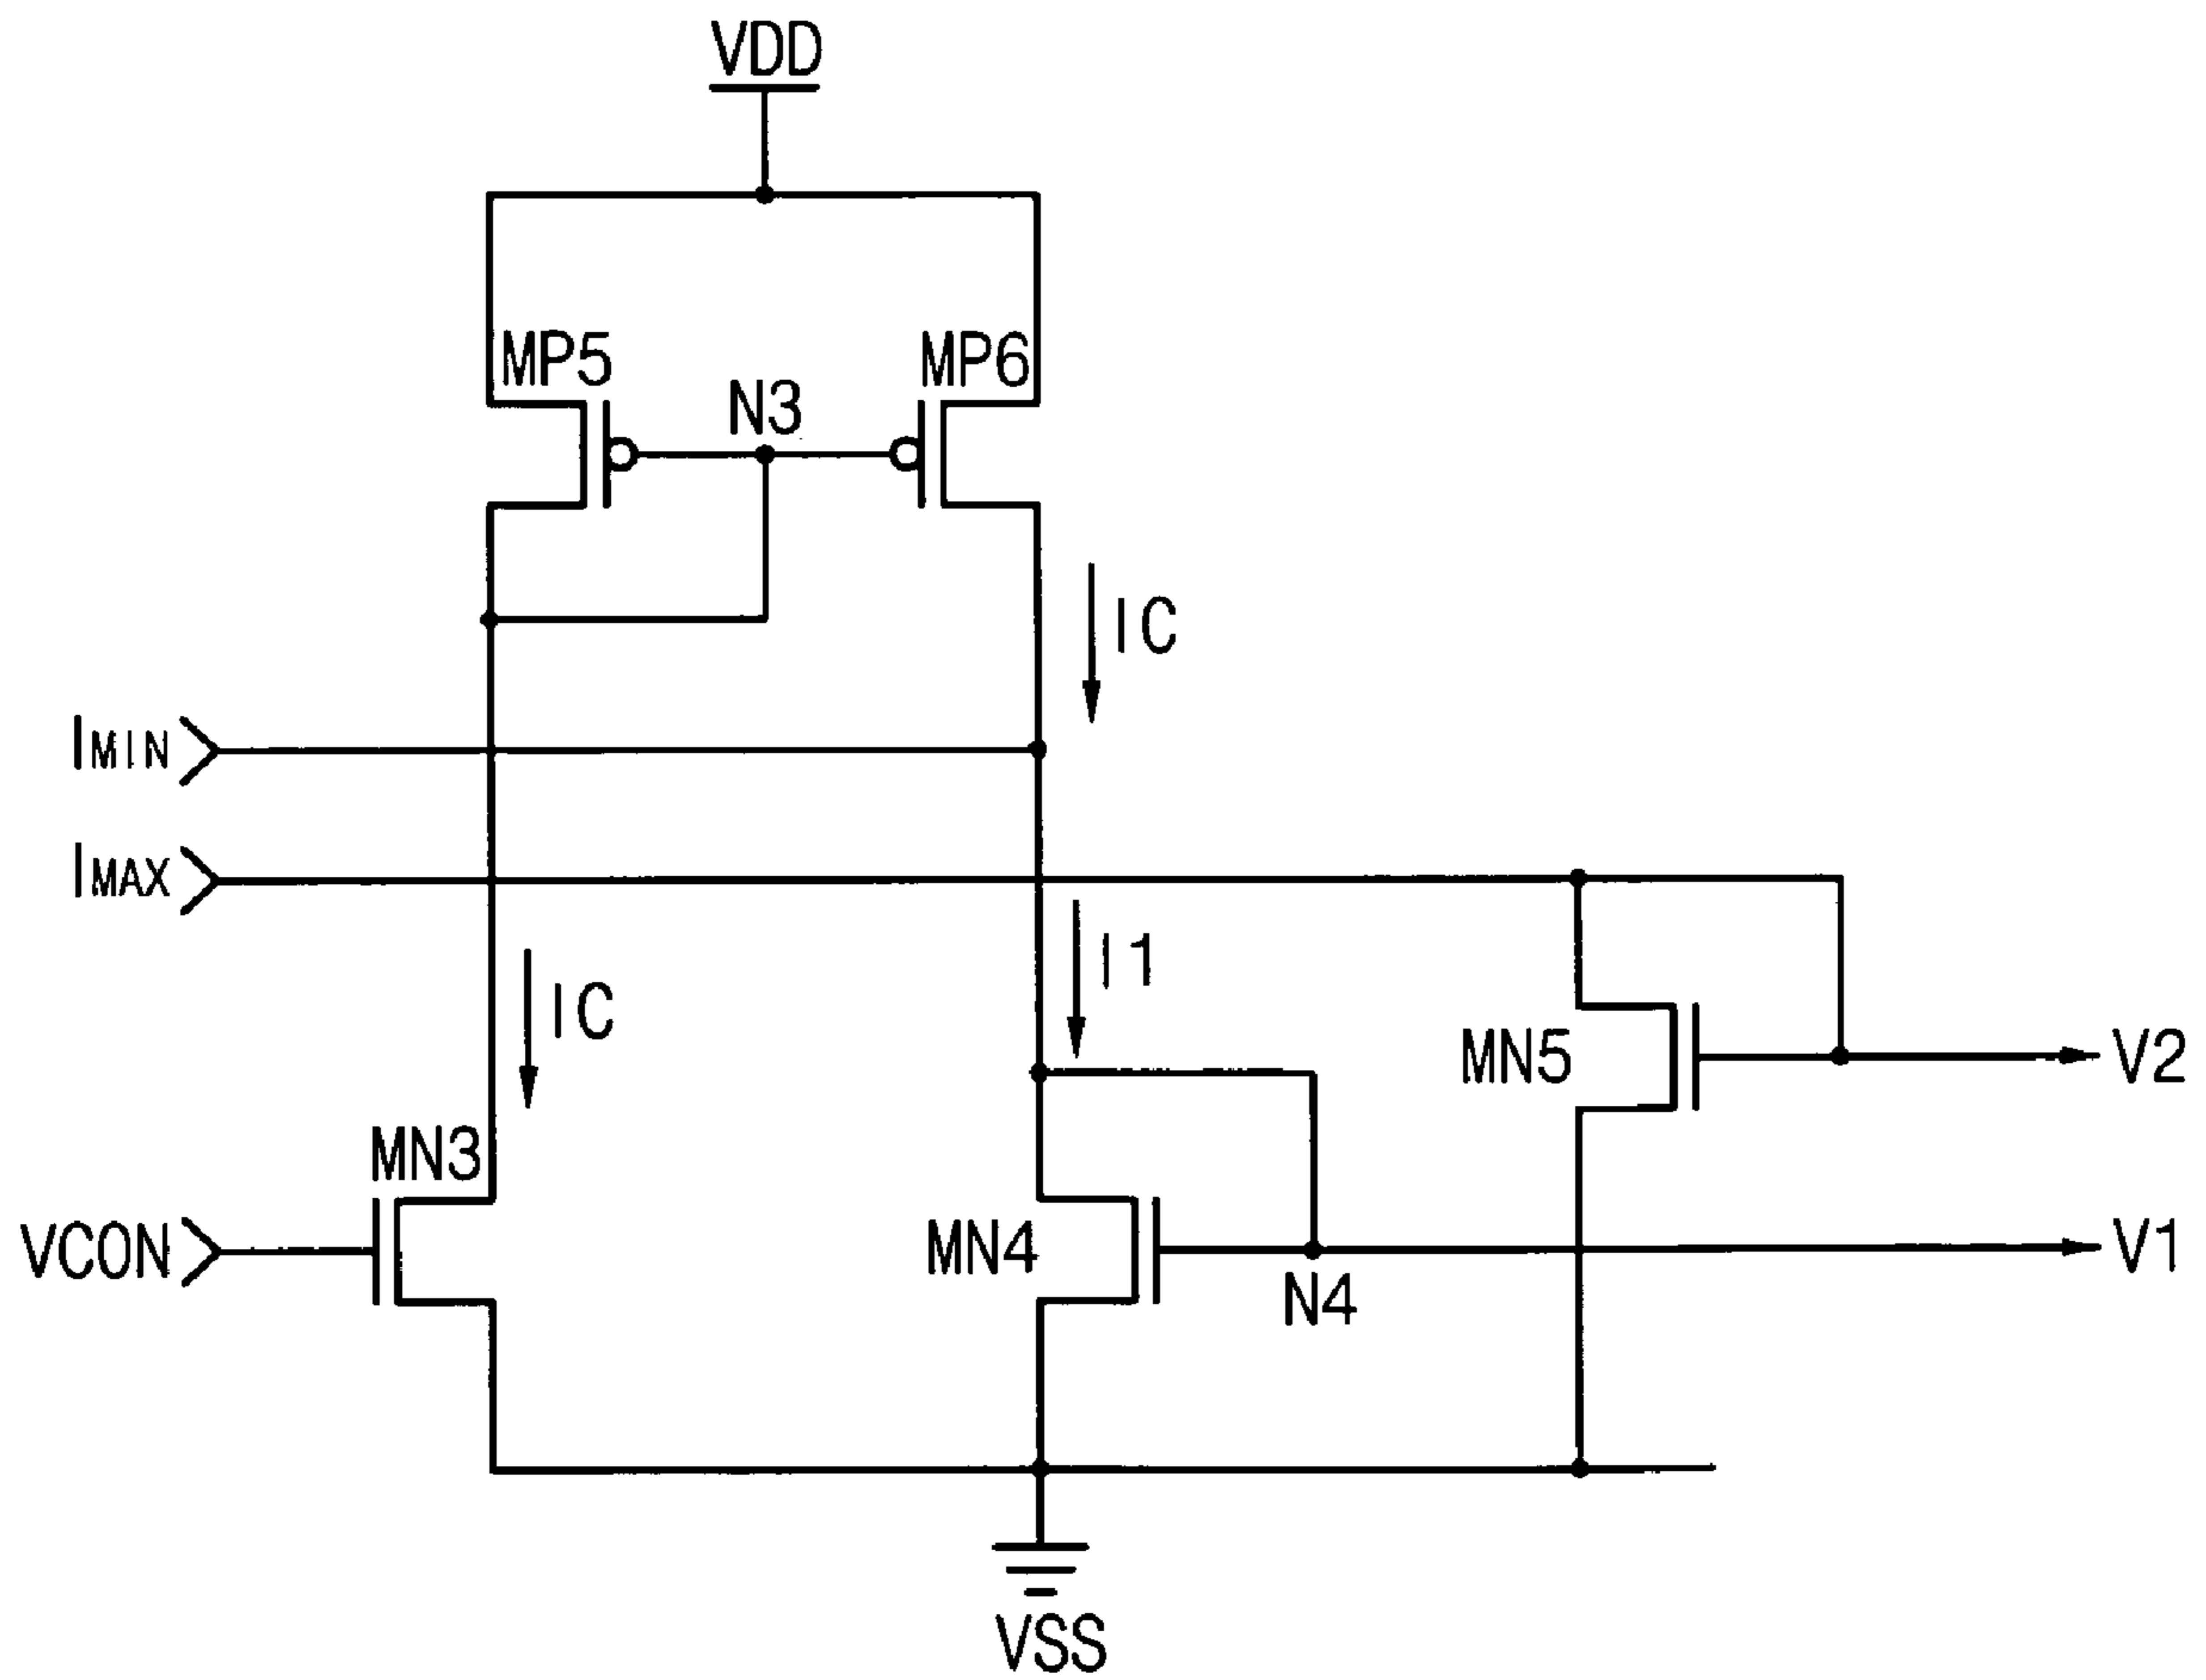 VDD
MP5
MP6
N3
IC
IMIN
IMAX
I1
IC
MN5
V2
MN3
VCON
MN4
V1
N4
VSS